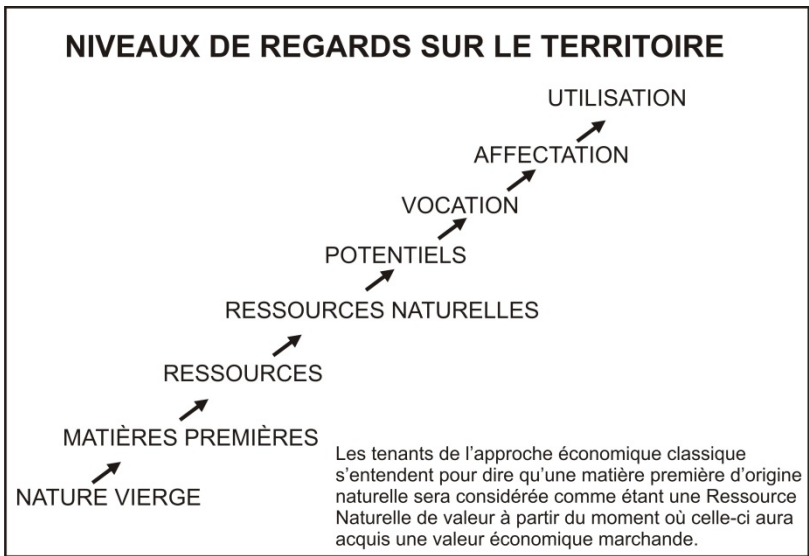 NIVEAUX DE REGARDS SUR LE TERRITOIRE
UTILISATION
AFFECTATION
VOCATION
POTENTIELS
RESSOURCES NATURELLES
RESSOURCES
MATIÈRES PREMIÈRES
NATURE VIERGE
Les tenants de l'approche économique classique
s'entendent pour dire qu'une matière première d'origine
naturelle sera considérée comme étant une Ressource
Naturelle de valeur à partir du moment où celle-ci aura
acquis une valeur économique marchande.